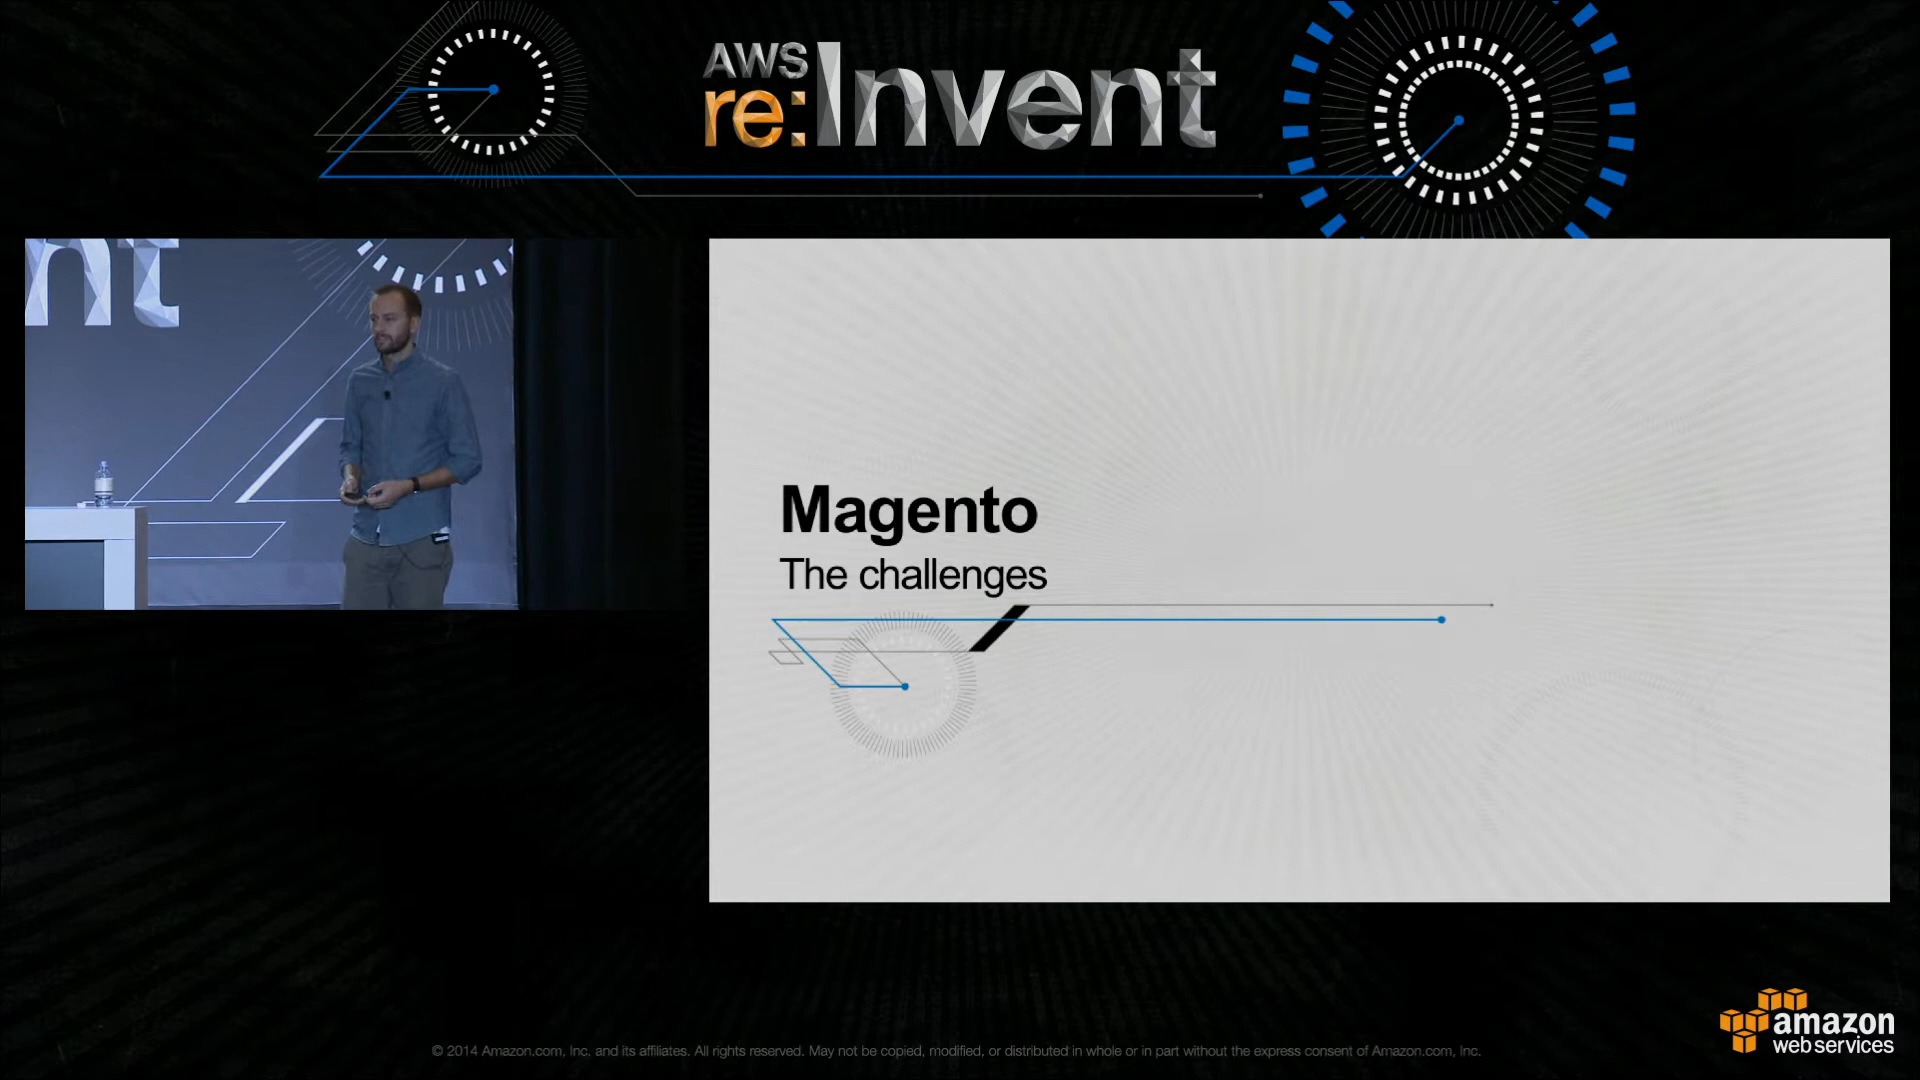 AWS
re:Invent
nt
Magento
The challenges
amazon
web services
© 2014 Amazon.com, Inc. and its affiliates. All rights reserved. May not be copied, modified, or distributed in whole or in part without the express consent of Amazon.com, Inc.